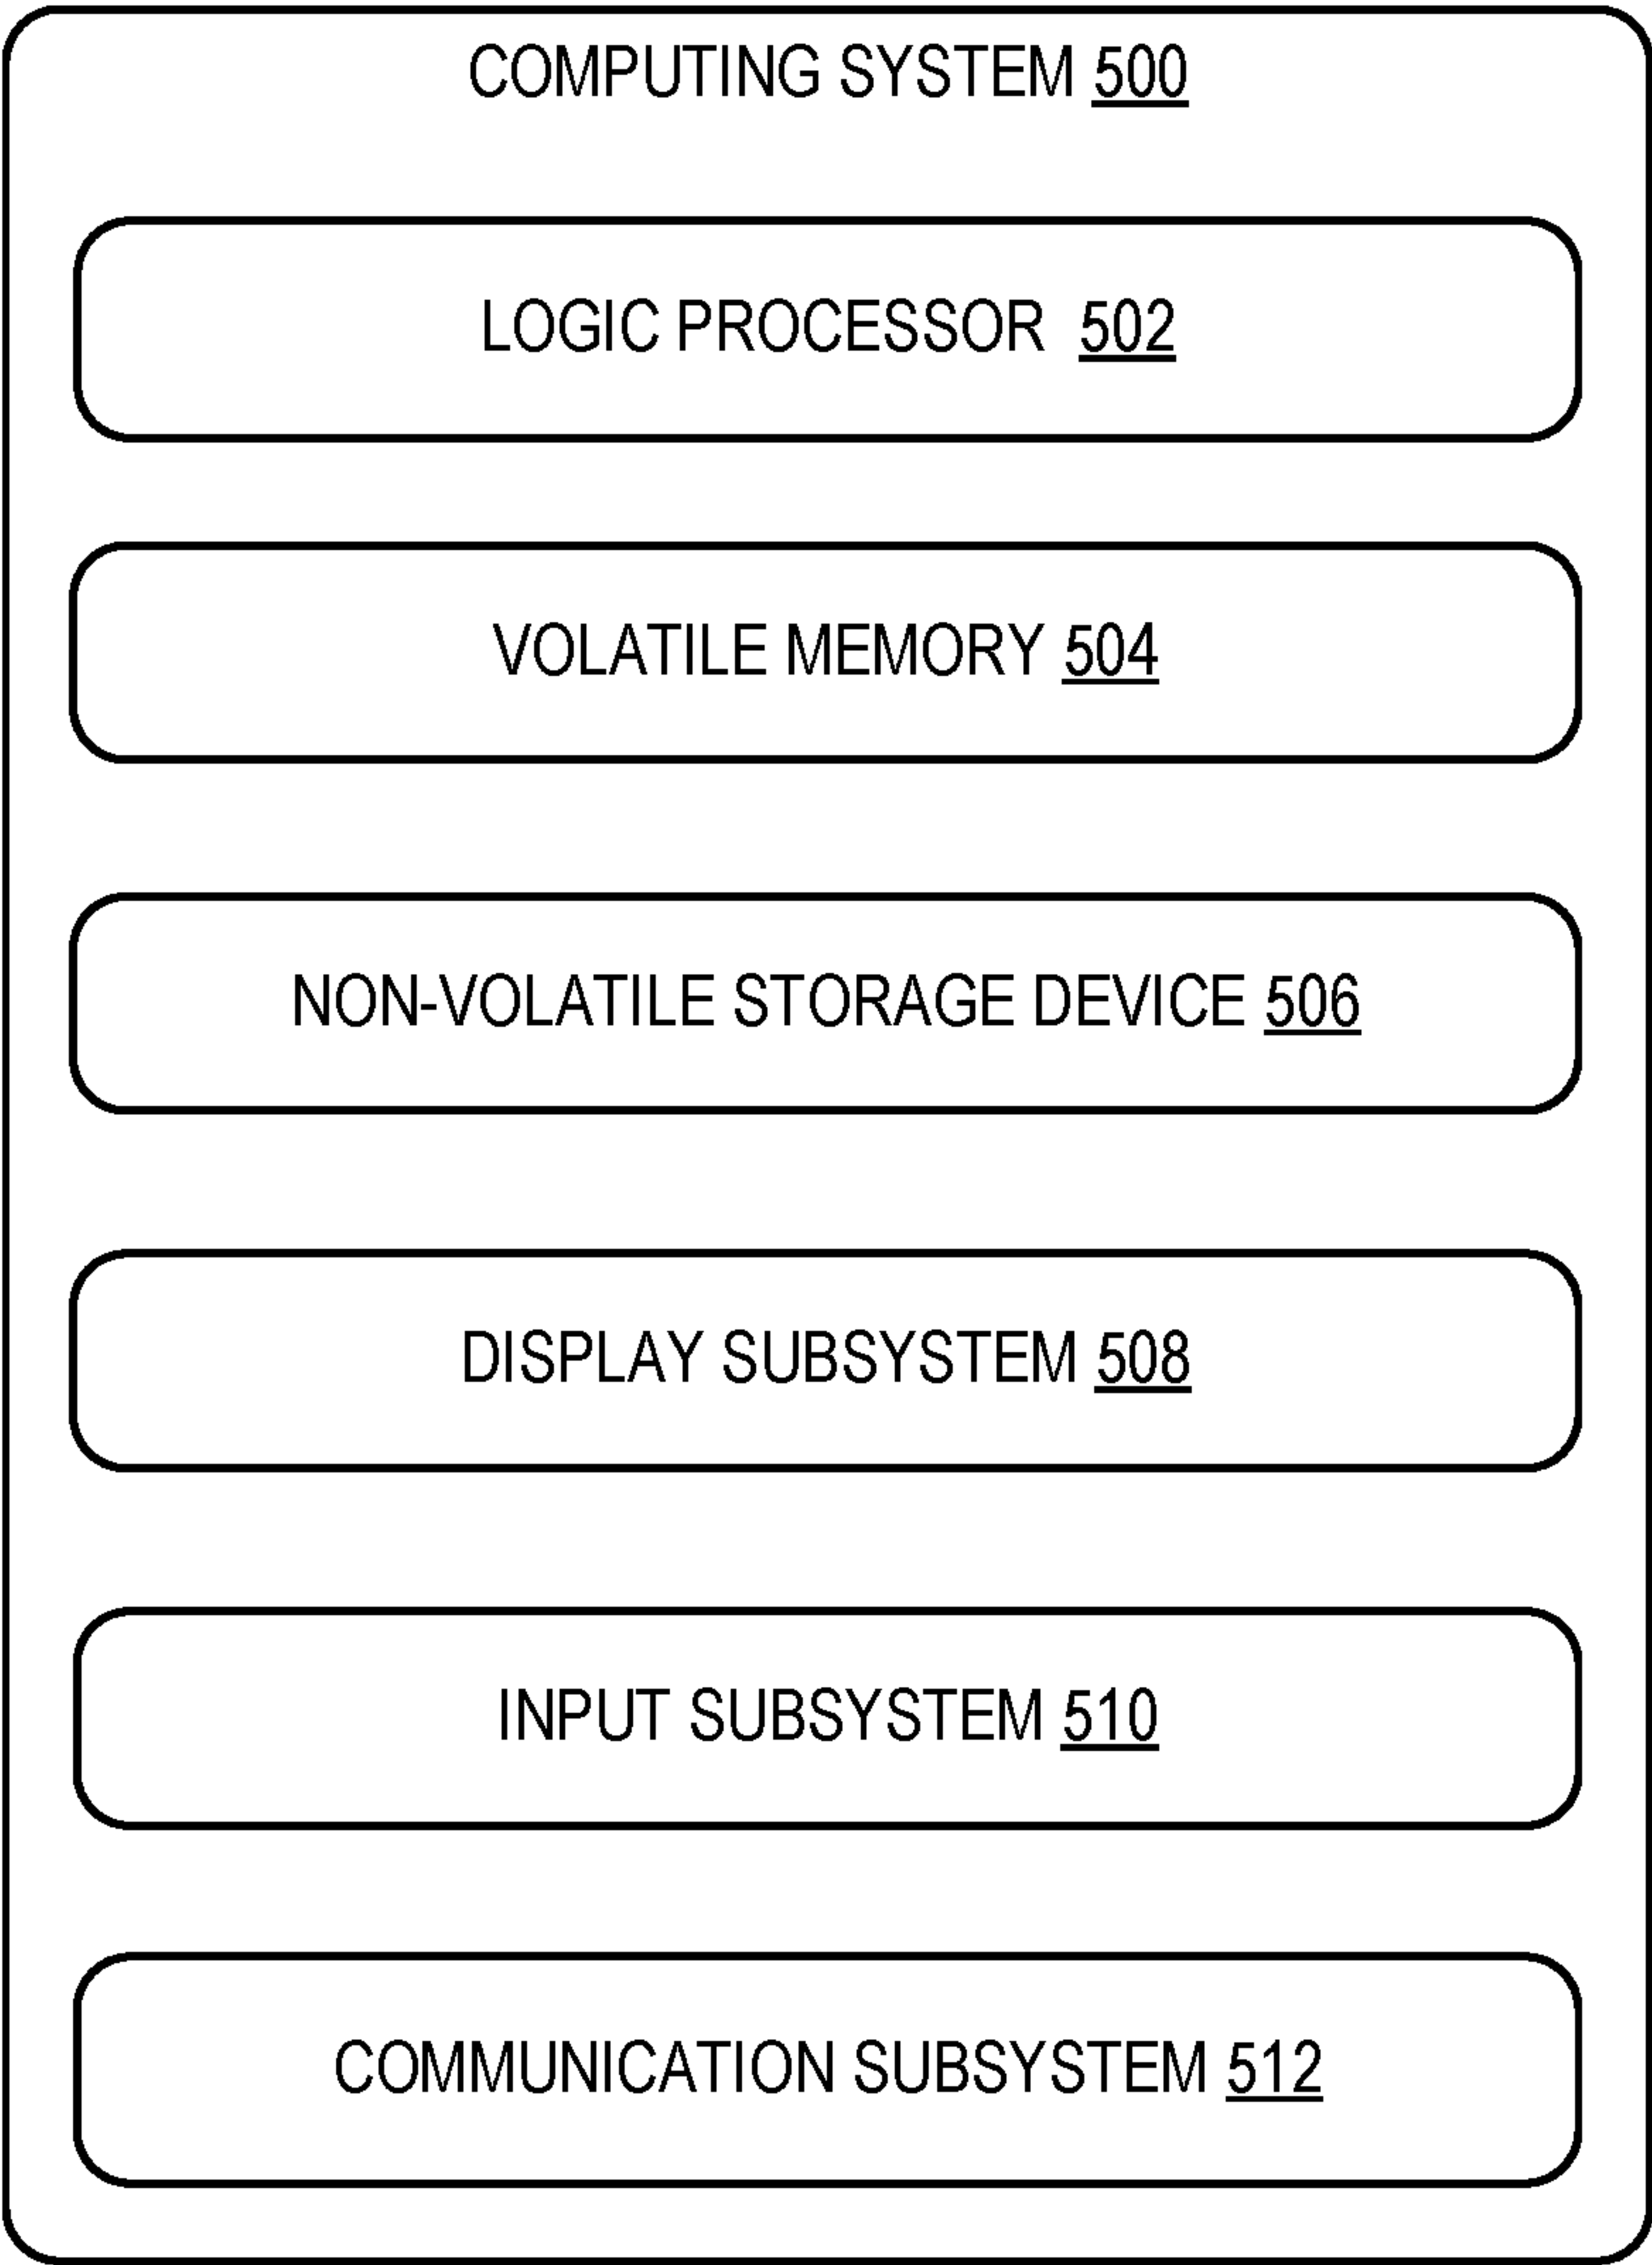 COMPUTING SYSTEM 500
LOGIC PROCESSOR 502
VOLATILE MEMORY 504
NON-VOLATILE STORAGE DEVICE 506
DISPLAY SUBSYSTEM 508
INPUT SUBSYSTEM 510
COMMUNICATION SUBSYSTEM 512